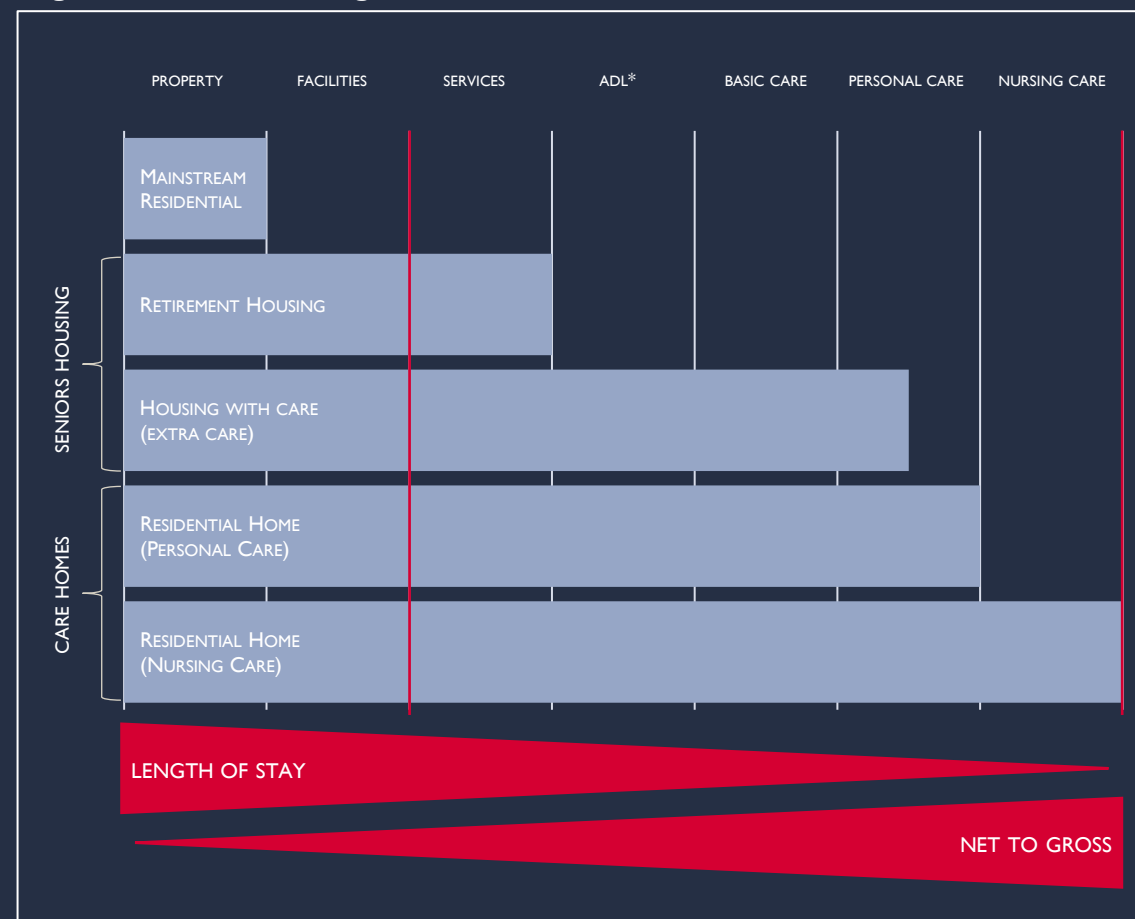 PROPERTY FACILITIES SERVICES ADL* BASIC CARE PERSONAL CARE NURSING CARE
MAINSTREAM
RESIDENTIAL
SENIORS HOUSING
RETIREMENT HOUSING
HOUSING WITH CARE
(EXTRA CARE)
CARE HOMES
RESIDENTIAL HOME
(PERSONAL CARE)
RESIDENTIAL HOME
(NURSING CARE)
LENGTH OF STAY
NET TO GROSS